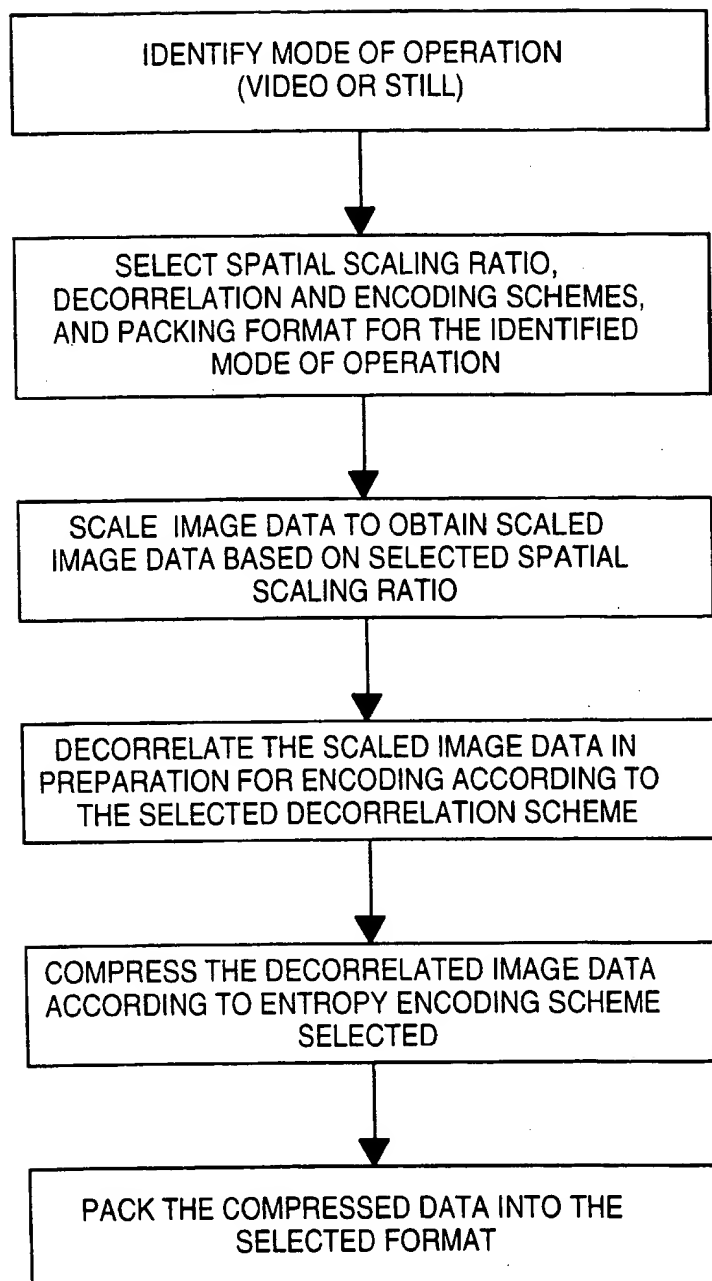 IDENTIFY MODE OF OPERATION
(VIDEO OR STILL)
SELECT SPATIAL SCALING RATIO,
DECORRELATION AND ENCODING SCHEMES,
AND PACKING FORMAT FOR THE IDENTIFIED
MODE OF OPERATION
SCALE IMAGE DATA TO OBTAIN SCALED
IMAGE DATA BASED ON SELECTED SPATIAL
SCALING RATIO
DECORRELATE THE SCALED IMAGE DATA IN
PREPARATION FOR ENCODING ACCORDING TO
THE SELECTED DECORRELATION SCHEME
COMPRESS THE DECORRELATED IMAGE DATA
ACCORDING TO ENTROPY ENCODING SCHEME
SELECTED
PACK THE COMPRESSED DATA INTO THE
SELECTED FORMAT